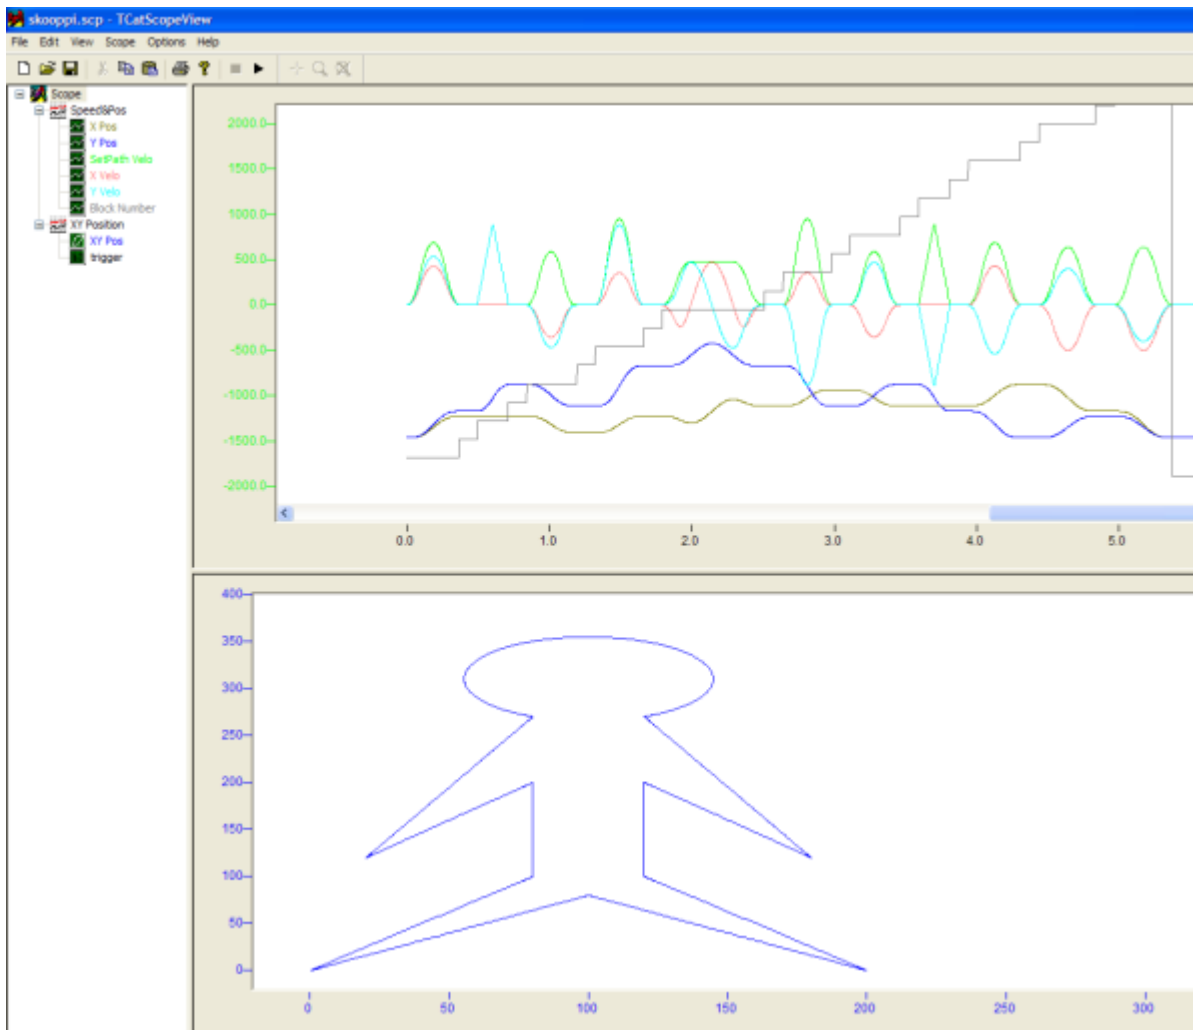 skooppi.scp - TCatScopeView
File Edit View Scope Options Help
Scope
Speed&Pos
X Pos
Y Pos
SetPath Velo
X Velo
Y Velo
Block Number
XY Position
XY Pos
trigger
2000.0
1500.0
1000.0
500.0
0.0
-500.0
-1000.0
-1500.0
-2000.0
0.0 1.0 2.0 3.0 4.0 5.0
400
350
300
250
200
150
100
50
0
0 50 100 150 200 250 300